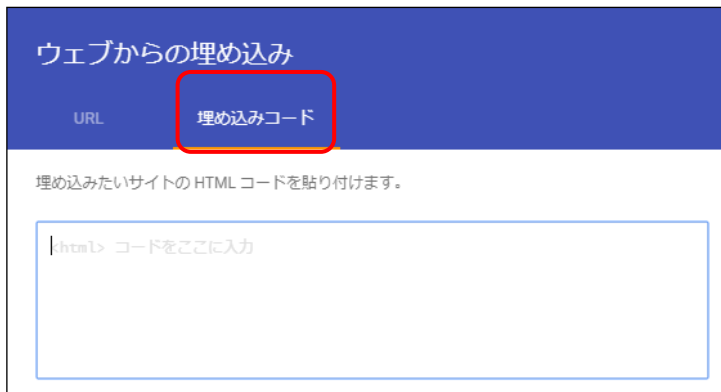 ウェブからの埋め込み
URL 埋め込みコード
埋め込みたいサイトの HTML コードを貼り付けます。
<html> コードをここに入力